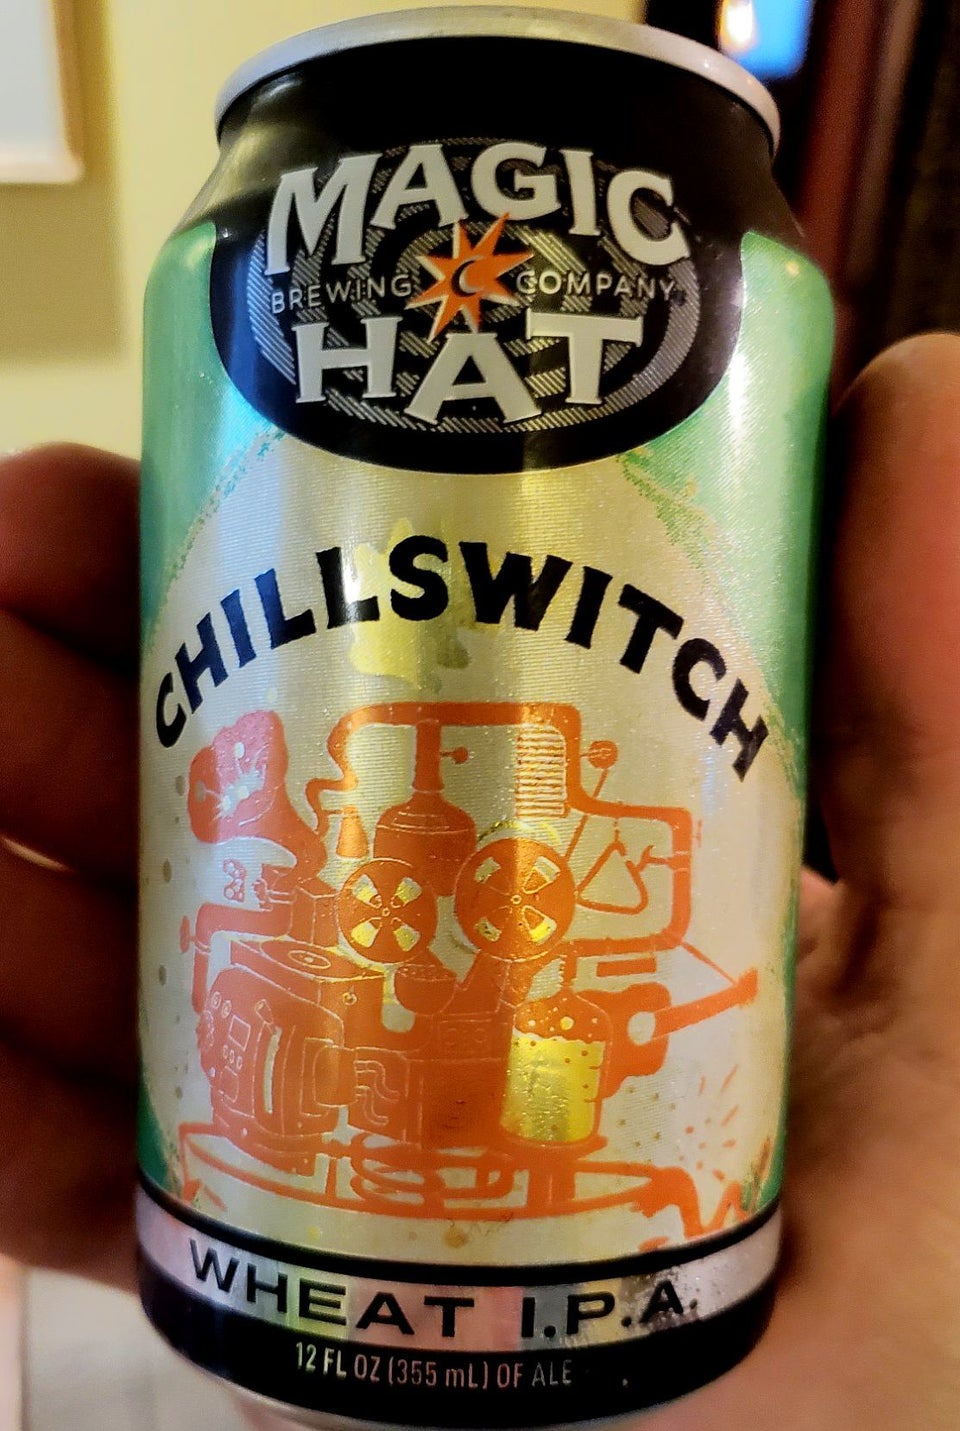 MAGIC
BREWING COMPANY
HAT
CHILLSWITCH
WHEAT I.P.A.
12 FL OZ (355 mL) OF ALE